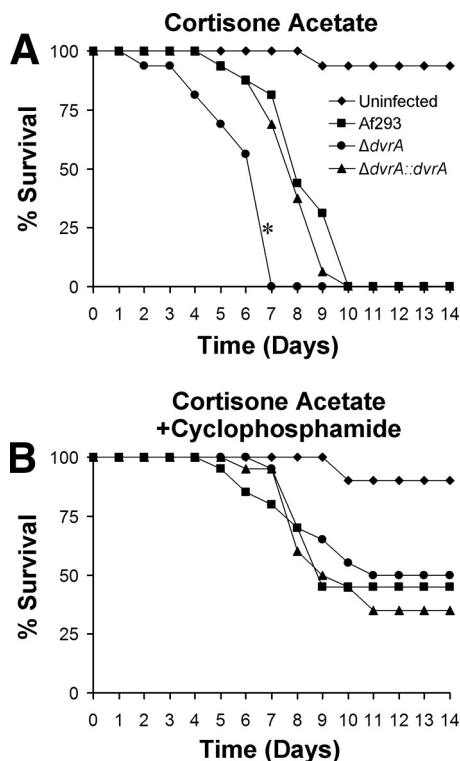 A
Cortisone Acetate
100
75
50
25
0
% Survival
Uninfected
Af293
ΔdvrA
ΔdvrA::dvrA
*
0 1 2 3 4 5 6 7 8 9 10 11 12 13 14
Time (Days)
B
Cortisone Acetate
+Cyclophosphamide
100
75
50
25
0
% Survival
0 1 2 3 4 5 6 7 8 9 10 11 12 13 14
Time (Days)